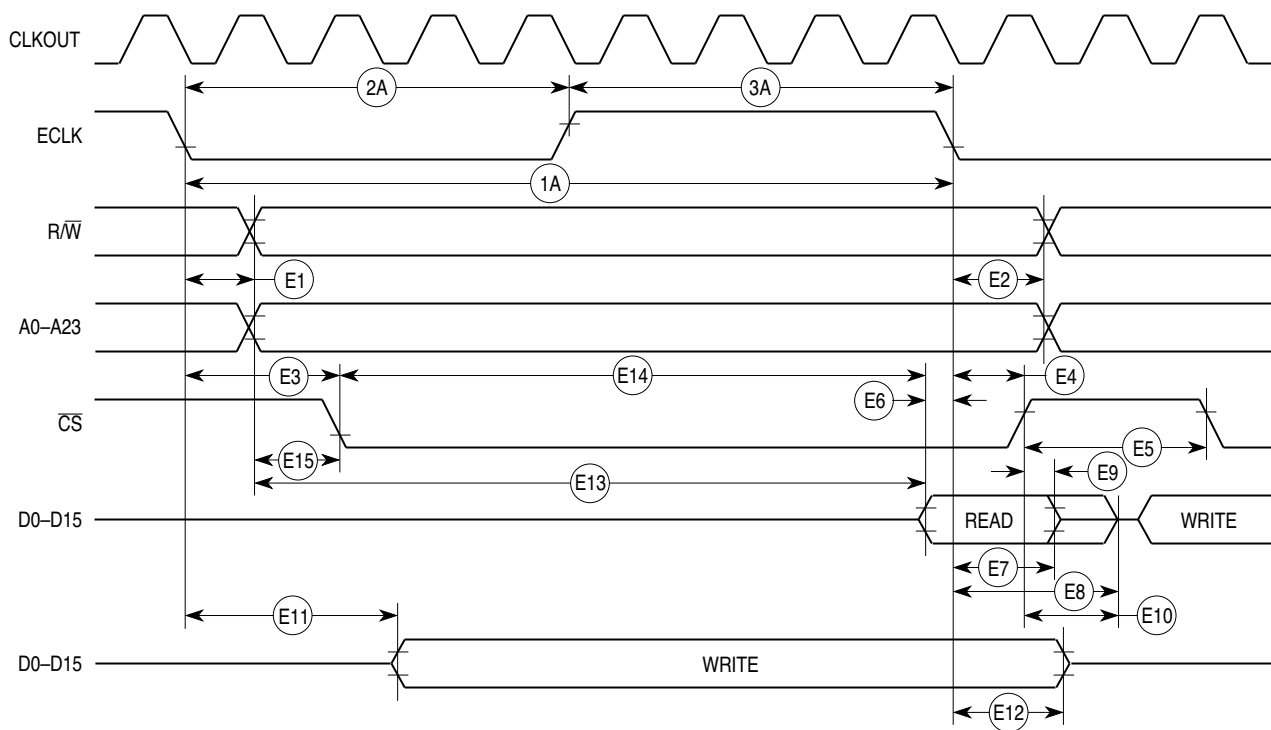 CLKOUT
2A 3A
ECLK
1A
R/W̅
E1 E2
A0–A23
E3 E14 E4
E6
C̅S̅
E15 E5
E13 E9
D0–D15 READ WRITE
E7
E8
E11 E10
D0–D15 WRITE
E12